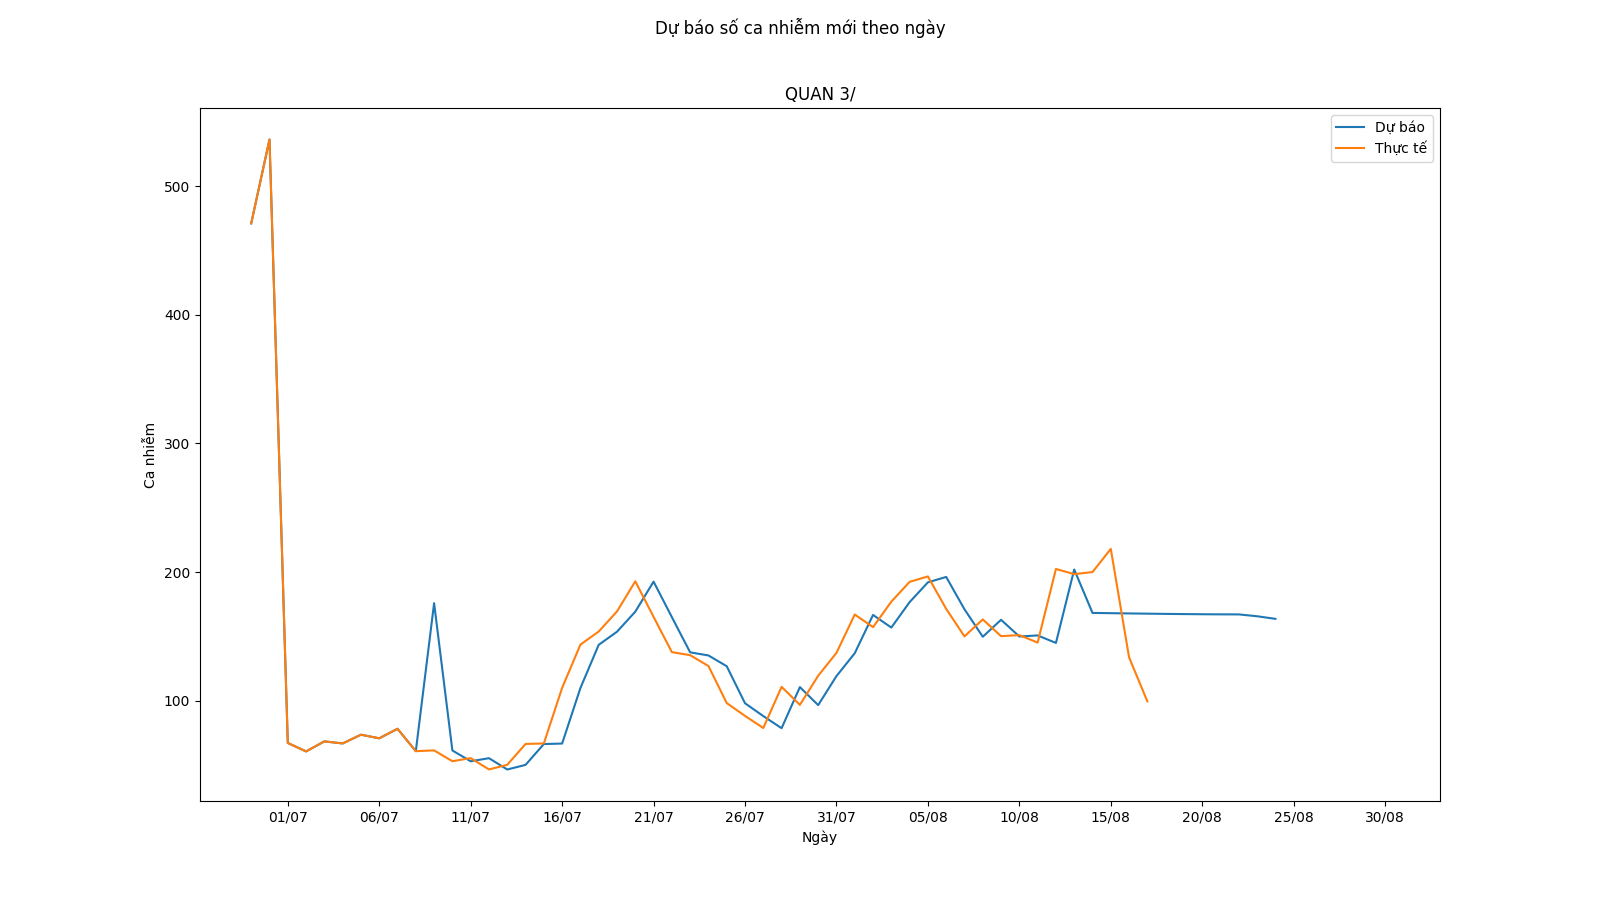 Dự báo số ca nhiễm mới theo ngày
QUAN 3/
Dự báo
Thực tế
500
400
300
200
100
Ca nhiễm
01/07 06/07 11/07 16/07 21/07 26/07 31/07 05/08 10/08 15/08 20/08 25/08 30/08
Ngày